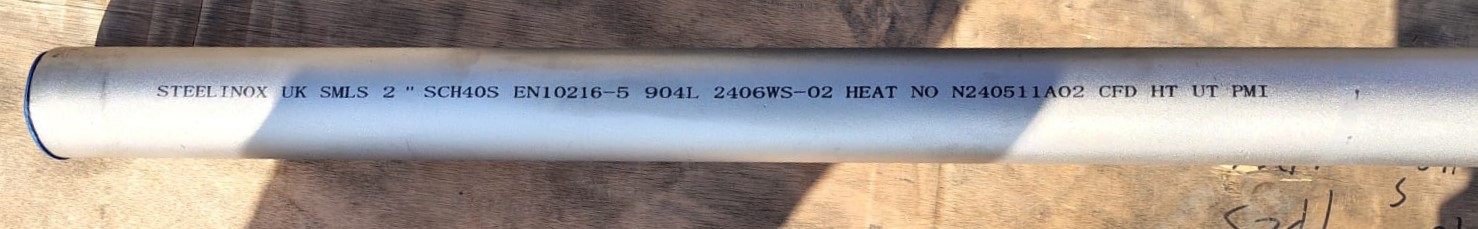 STEELINOX UK SMLS 2 " SCH40S EN10216-5 904L 2406WS-02 HEAT NO N240511A02 CFD HT UT PMI
S